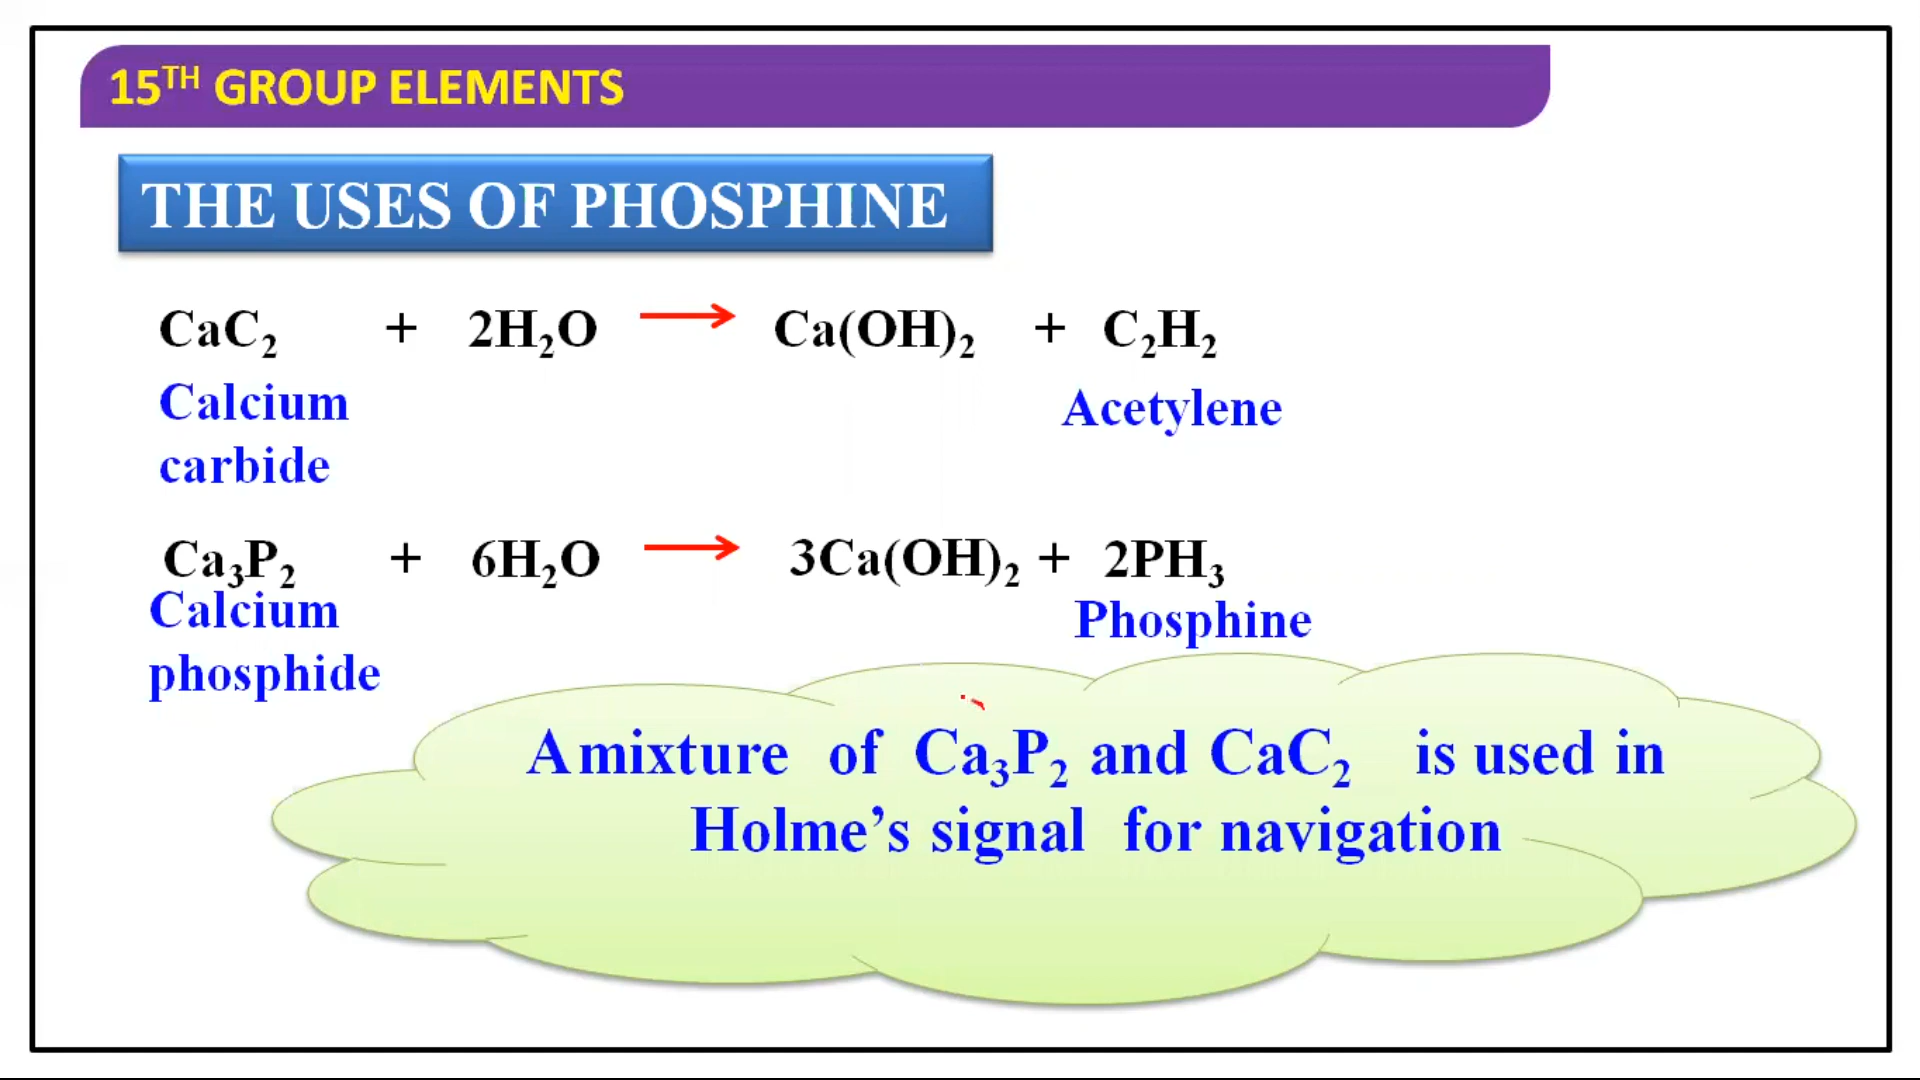 15TH GROUP ELEMENTS
THE USES OF PHOSPHINE
CaC₂ + 2H₂O → Ca(OH)₂ + C₂H₂
Calcium carbide
Acetylene
Ca₃P₂ + 6H₂O → 3Ca(OH)₂ + 2PH₃
Calcium phosphide
Phosphine
A mixture of Ca₃P₂ and CaC₂ is used in
Holme’s signal for navigation